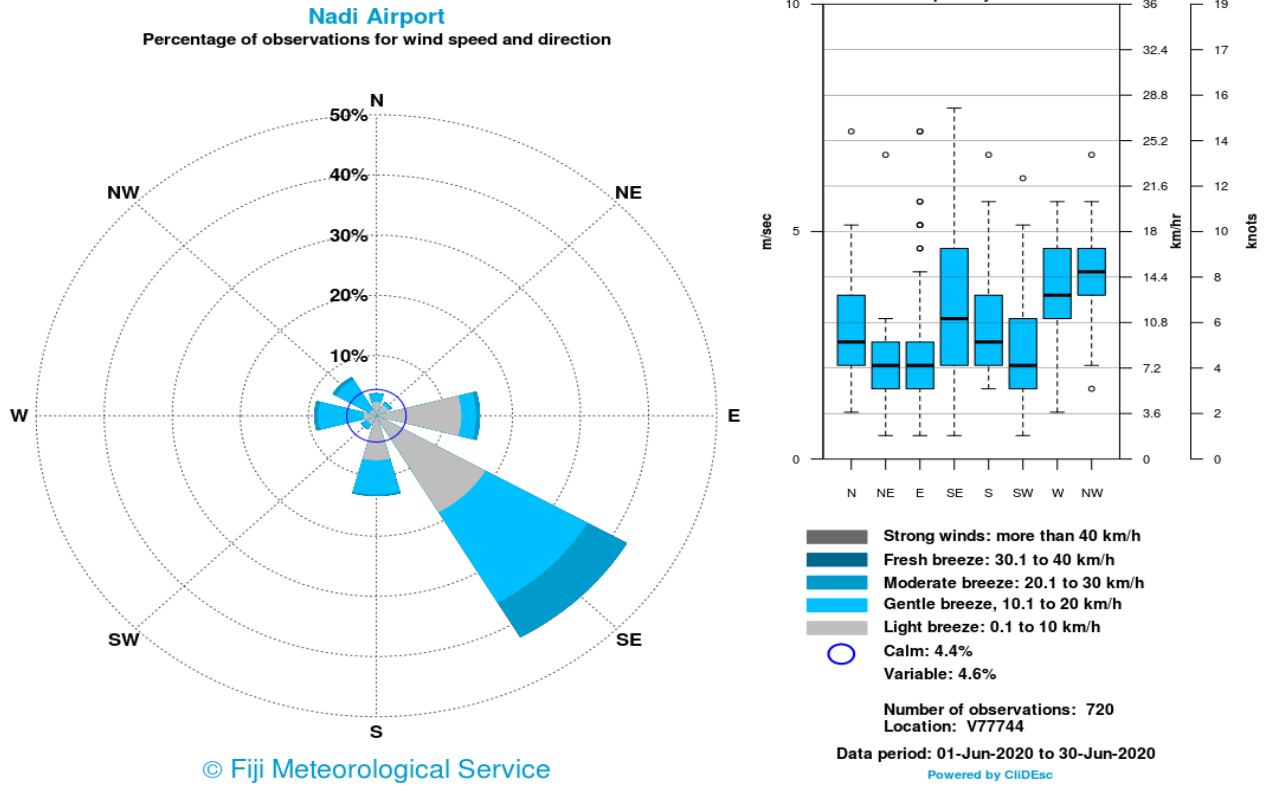 Nadi Airport
Percentage of observations for wind speed and direction
N
50%
40%
30%
20%
10%
NW
NE
W
E
SW
SE
S
© Fiji Meteorological Service
10
5
0
m/sec
36
32.4
28.8
25.2
21.6
18
14.4
10.8
7.2
3.6
0
km/hr
19
17
16
14
12
10
8
6
4
2
0
knots
N NE E SE S SW W NW
Strong winds: more than 40 km/h
Fresh breeze: 30.1 to 40 km/h
Moderate breeze: 20.1 to 30 km/h
Gentle breeze, 10.1 to 20 km/h
Light breeze: 0.1 to 10 km/h
Calm: 4.4%
Variable: 4.6%
Number of observations: 720
Location: V77744
Data period: 01-Jun-2020 to 30-Jun-2020
Powered by CliDEsc